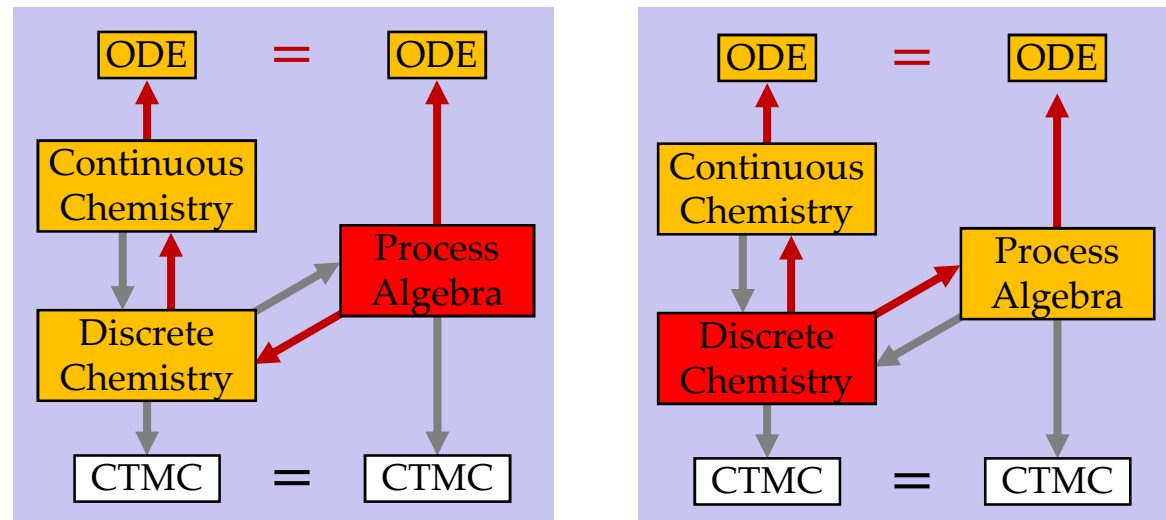 ODE = ODE
Continuous
Chemistry
Process
Algebra
Discrete
Chemistry
CTMC = CTMC
ODE = ODE
Continuous
Chemistry
Process
Algebra
Discrete
Chemistry
CTMC = CTMC